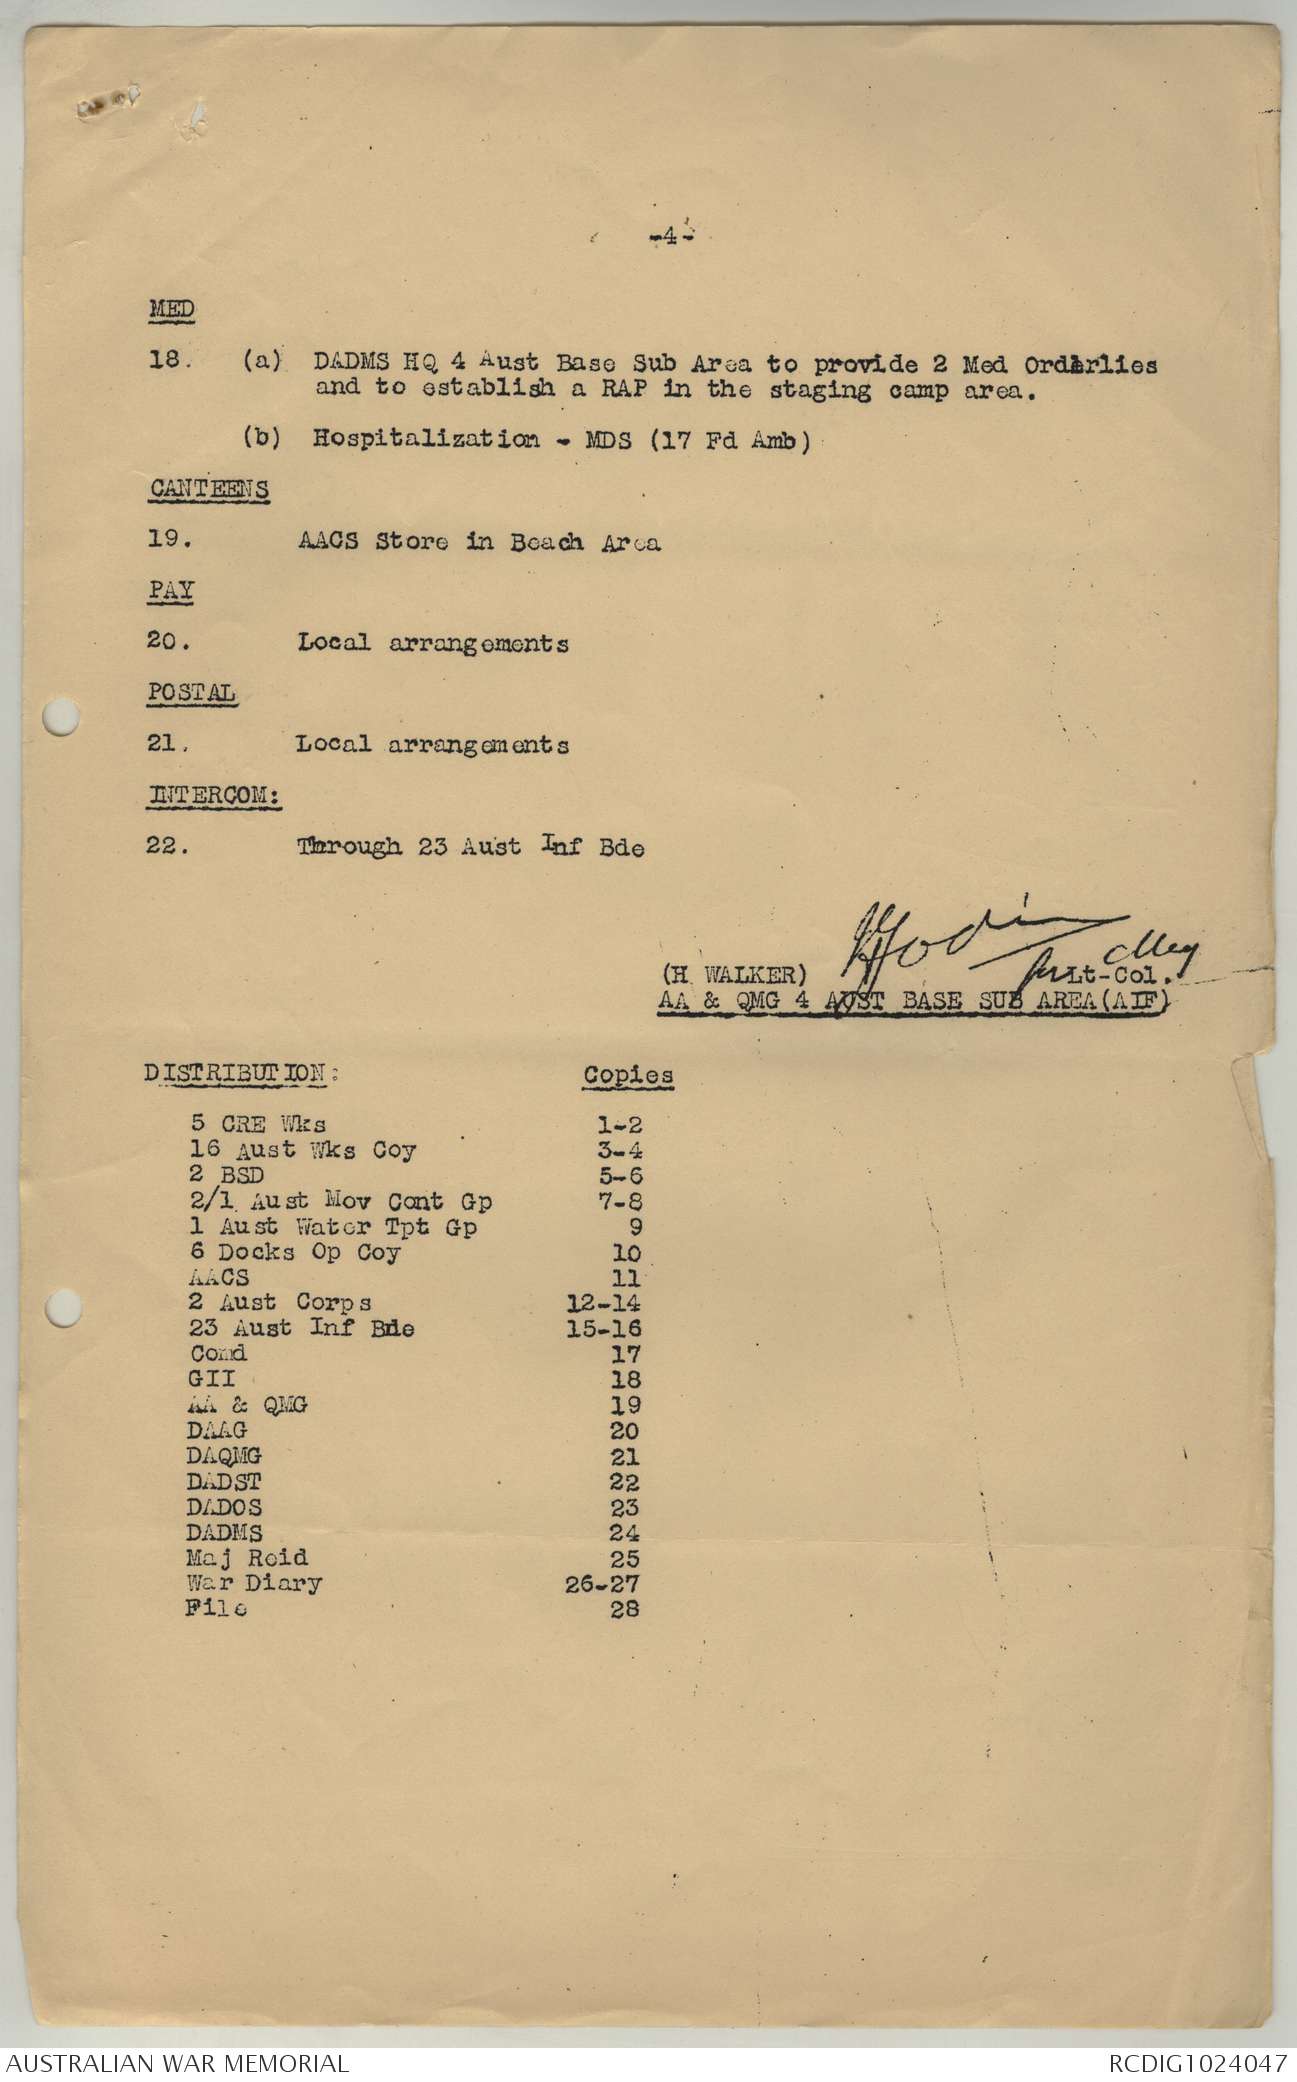 -4-
MED
18. (a) DADMS HQ 4 Aust Base Sub Area to provide 2 Med Orderlies
and to establish a RAP in the staging camp area.
(b) Hospitalization - MDS (17 Fd Amb)
CANTEENS
19. AACS Store in Beach Area
PAY
20. Local arrangements
POSTAL
21. Local arrangements
INTERCOM:
22. Through 23 Aust Inf Bde
(H WALKER) for Lt-Col.
AA & QMG 4 AUST BASE SUB AREA(AIF)
DISTRIBUTION: Copies
5 CRE Wks 1-2
16 Aust Wks Coy 3-4
2 BSD 5-6
2/1 Aust Mov Cont Gp 7-8
1 Aust Water Tpt Gp 9
6 Docks Op Coy 10
AACS 11
2 Aust Corps 12-14
23 Aust Inf Bde 15-16
Comd 17
GII 18
AA & QMG 19
DAAG 20
DAQMG 21
DADST 22
DADOS 23
DADMS 24
Maj Reid 25
War Diary 26-27
File 28
AUSTRALIAN WAR MEMORIAL RCDIG1024047